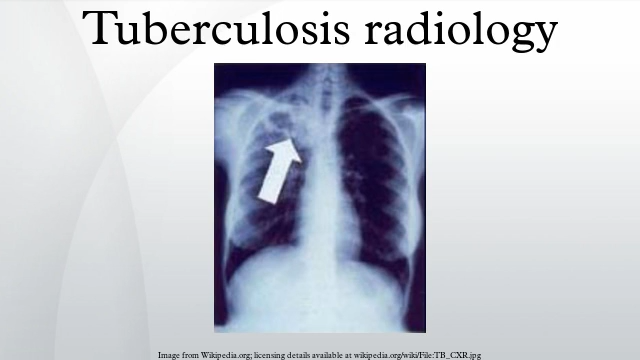 Tuberculosis radiology
Image from Wikipedia.org; licensing details available at wikipedia.org/wiki/File:TB_CXR.jpg